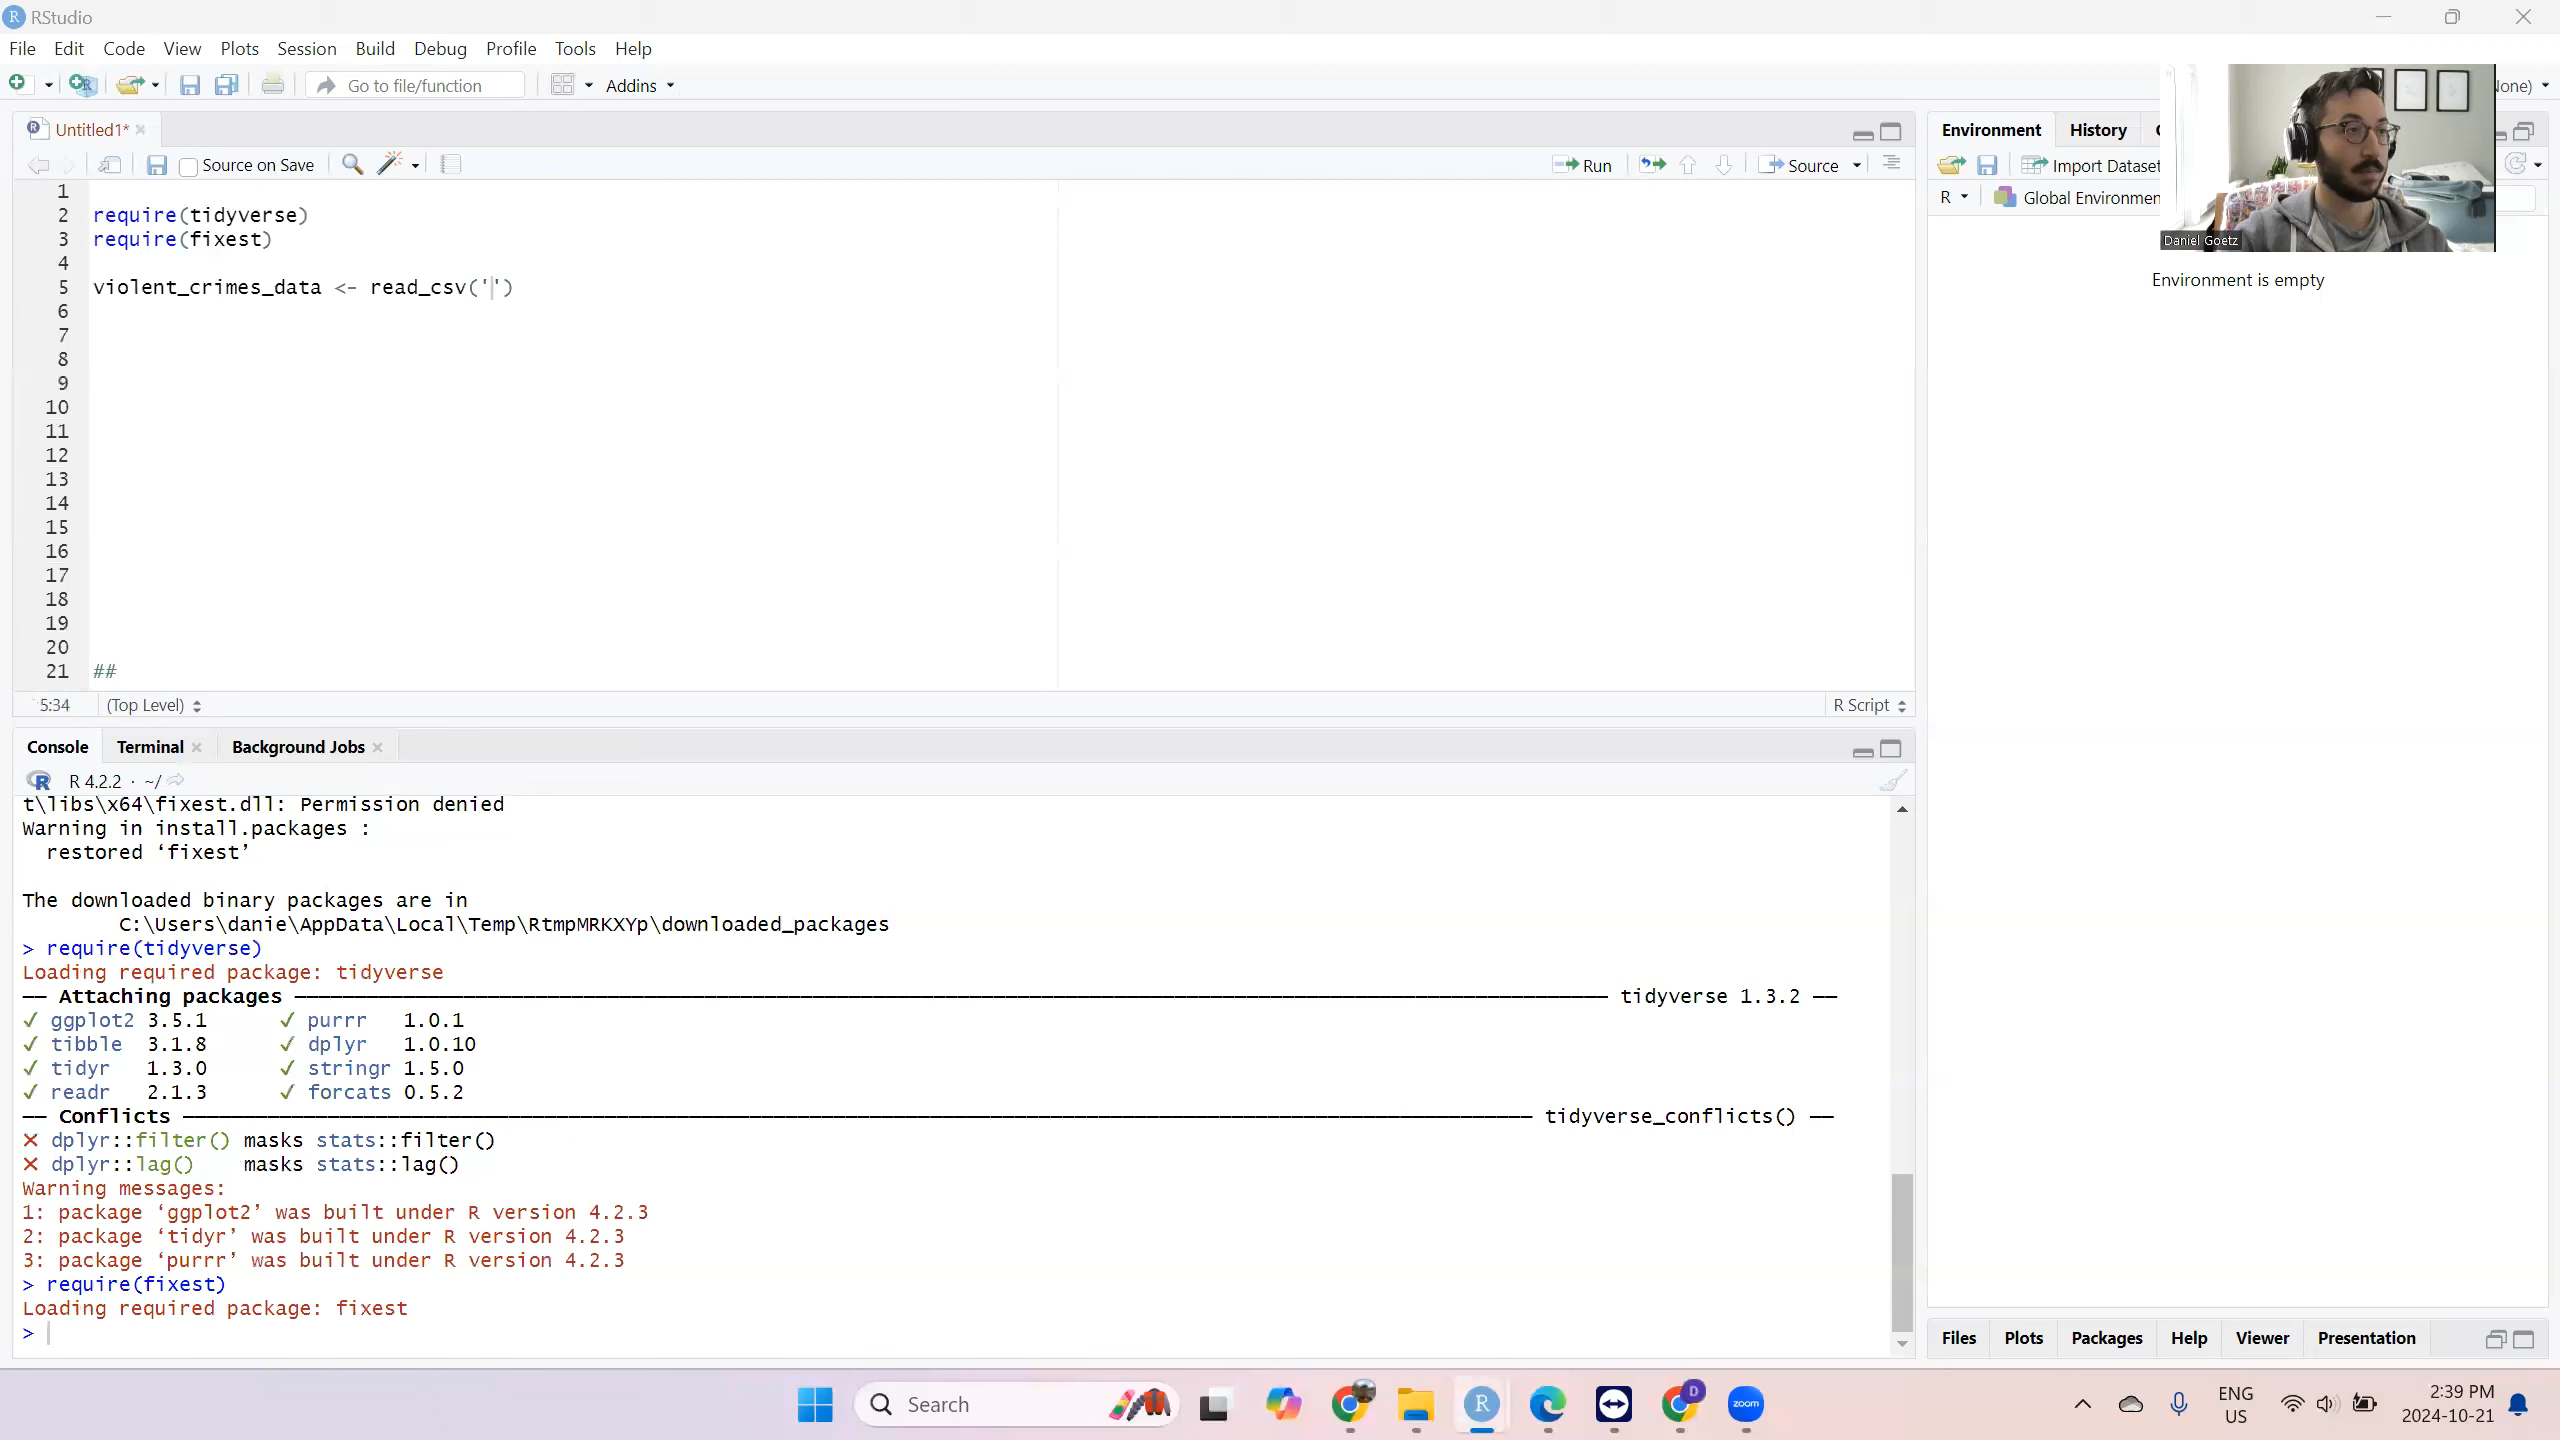 RStudio
File Edit Code View Plots Session Build Debug Profile Tools Help
Go to file/function Addins
Untitled1*
Source on Save Run Source
1
2 require(tidyverse)
3 require(fixest)
4
5 violent_crimes_data <- read_csv('')
6
7
8
9
10
11
12
13
14
15
16
17
18
19
20
21 ##
5:34 (Top Level) R Script
Console Terminal Background Jobs
R 4.2.2 · ~/
t\libs\x64\fixest.dll: Permission denied
Warning in install.packages :
restored ‘fixest’
The downloaded binary packages are in
C:\Users\danie\AppData\Local\Temp\RtmpMRKXYp\downloaded_packages
> require(tidyverse)
Loading required package: tidyverse
── Attaching packages ── tidyverse 1.3.2 ──
✓ ggplot2 3.5.1 ✓ purrr 1.0.1
✓ tibble 3.1.8 ✓ dplyr 1.0.10
✓ tidyr 1.3.0 ✓ stringr 1.5.0
✓ readr 2.1.3 ✓ forcats 0.5.2
── Conflicts ── tidyverse_conflicts() ──
✕ dplyr::filter() masks stats::filter()
✕ dplyr::lag() masks stats::lag()
Warning messages:
1: package ‘ggplot2’ was built under R version 4.2.3
2: package ‘tidyr’ was built under R version 4.2.3
3: package ‘purrr’ was built under R version 4.2.3
> require(fixest)
Loading required package: fixest
>
Environment History
Import Dataset
R Global Environmen
Daniel Goetz
Environment is empty
Files Plots Packages Help Viewer Presentation
Search
D
zoom
ENG
US
2:39 PM
2024-10-21